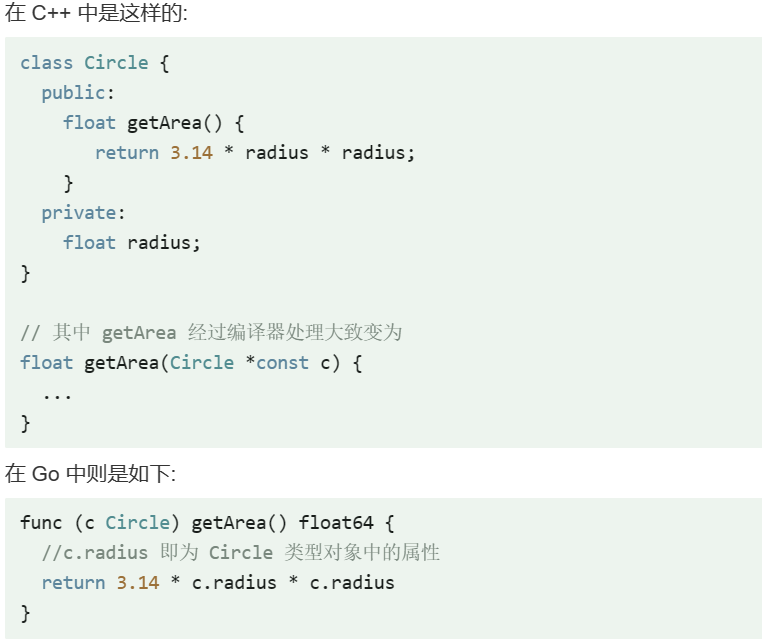 在 C++ 中是这样的:
class Circle {
  public:
    float getArea() {
       return 3.14 * radius * radius;
    }
  private:
    float radius;
}
// 其中 getArea 经过编译器处理大致变为
float getArea(Circle *const c) {
  ...
}
在 Go 中则是如下:
func (c Circle) getArea() float64 {
  //c.radius 即为 Circle 类型对象中的属性
  return 3.14 * c.radius * c.radius
}